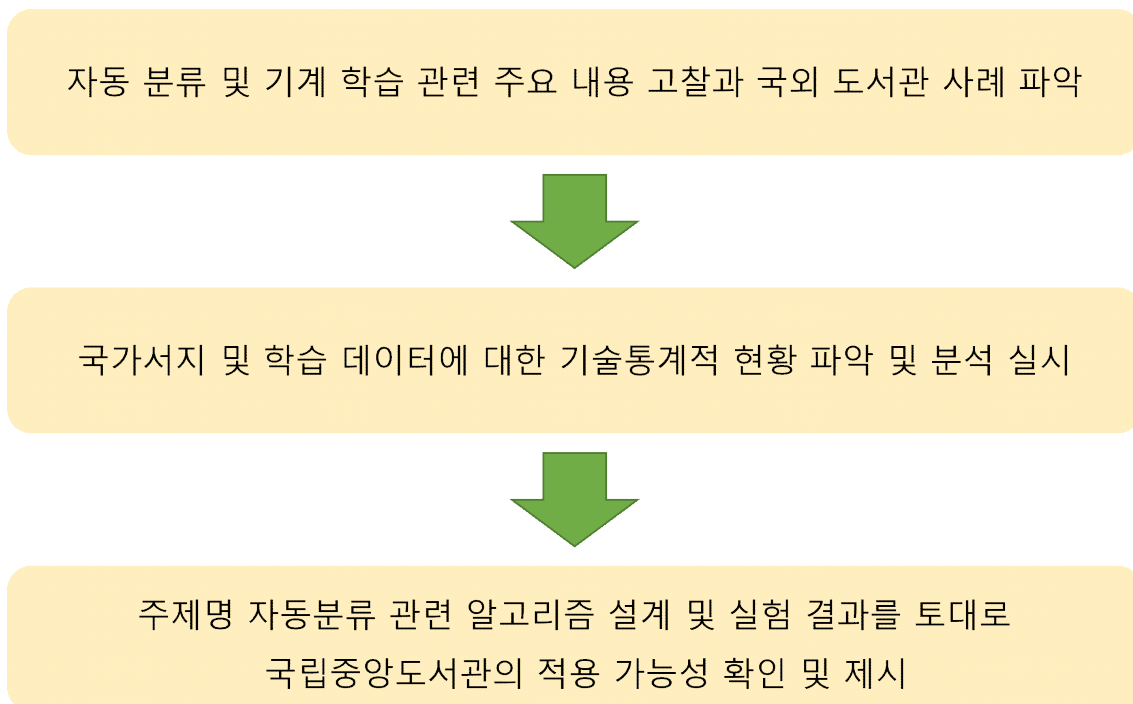 자동 분류 및 기계 학습 관련 주요 내용 고찰과 국외 도서관 사례 파악
국가서지 및 학습 데이터에 대한 기술통계적 현황 파악 및 분석 실시
주제명 자동분류 관련 알고리즘 설계 및 실험 결과를 토대로
국립중앙도서관의 적용 가능성 확인 및 제시